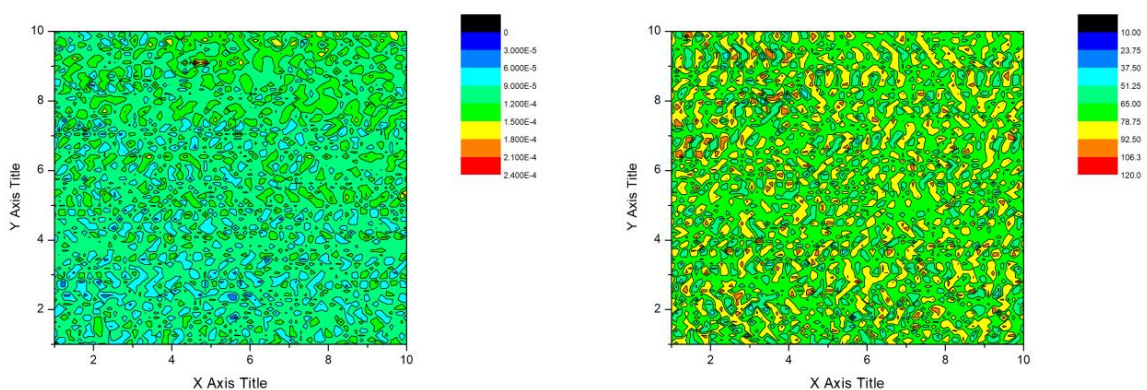 10
8
6
4
2
Y Axis Title
2
4
6
8
10
X Axis Title
0
3.000E-5
6.000E-5
9.000E-5
1.200E-4
1.500E-4
1.800E-4
2.100E-4
2.400E-4
10
8
6
4
2
Y Axis Title
2
4
6
8
10
X Axis Title
10.00
23.75
37.50
51.25
65.00
78.75
92.50
106.3
120.0